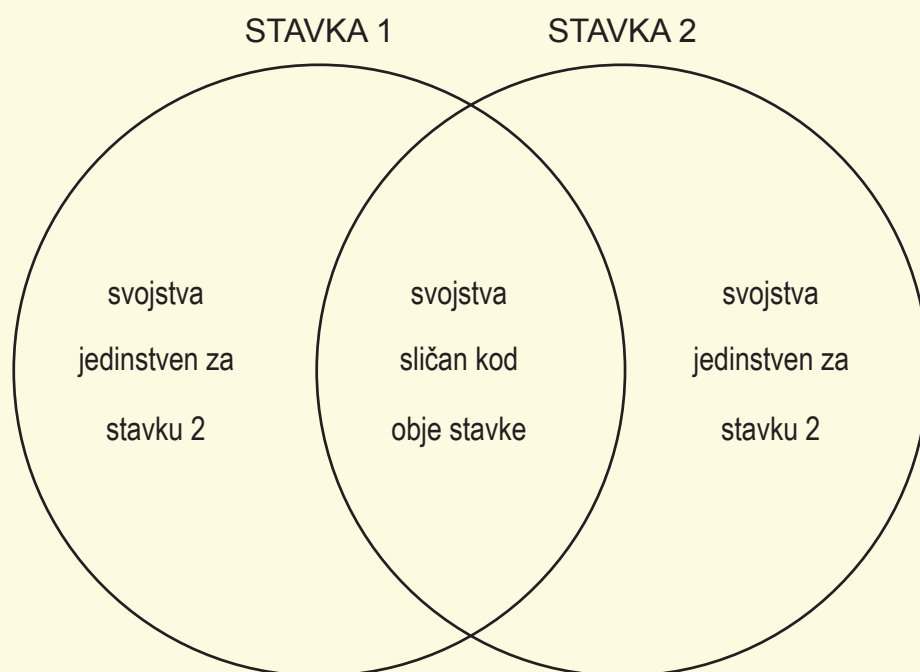 STAVKA 1
STAVKA 2
svojstva
jedinstven za
stavku 2
svojstva
sličan kod
obje stavke
svojstva
jedinstven za
stavku 2